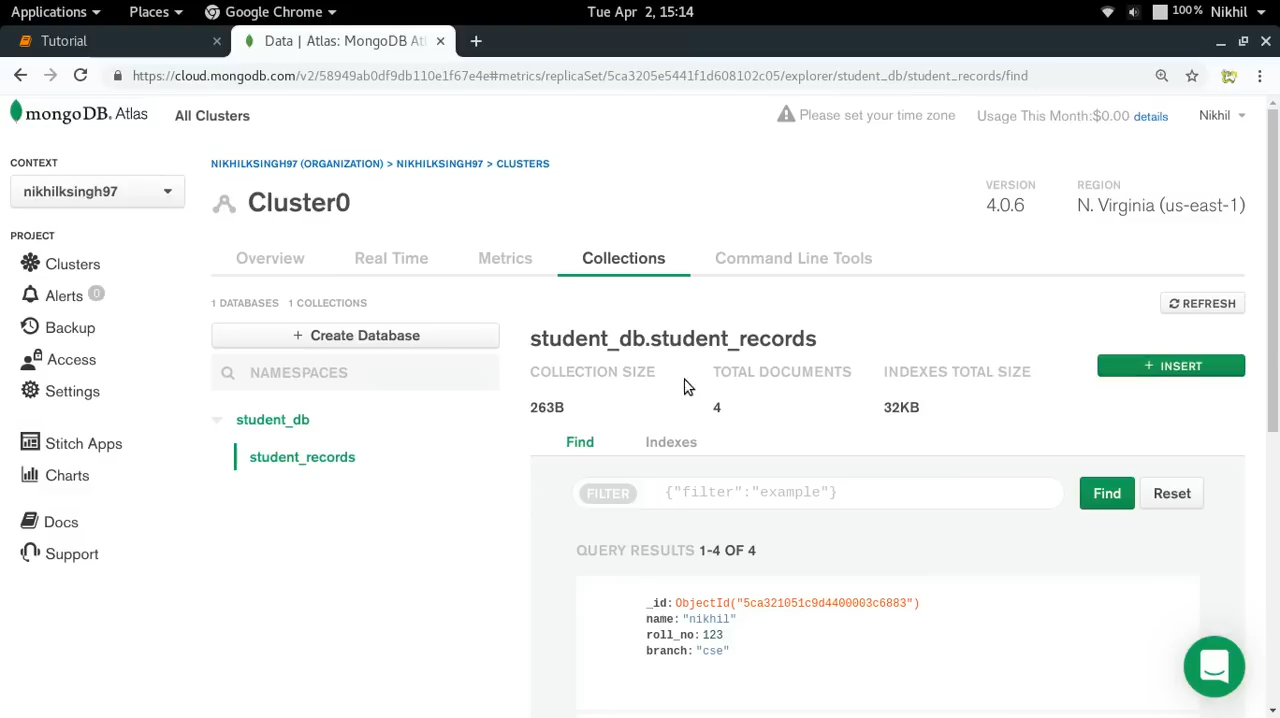 Applications Places Google Chrome Tue Apr 2, 15:14 100% Nikhil
Tutorial Data | Atlas: MongoDB Atl
https://cloud.mongodb.com/v2/58949ab0df9db110e1f67e4e#metrics/replicaSet/5ca3205e5441f1d608102c05/explorer/student_db/student_records/find
mongoDB. Atlas All Clusters Please set your time zone Usage This Month:$0.00 details Nikhil
CONTEXT
nikhilksingh97
PROJECT
Clusters
Alerts 0
Backup
Access
Settings
Stitch Apps
Charts
Docs
Support
NIKHILKSINGH97 (ORGANIZATION) > NIKHILKSINGH97 > CLUSTERS
Cluster0
VERSION
4.0.6
REGION
N. Virginia (us-east-1)
Overview Real Time Metrics Collections Command Line Tools
1 DATABASES 1 COLLECTIONS
REFRESH
+ Create Database
NAMESPACES
student_db
student_records
student_db.student_records
COLLECTION SIZE TOTAL DOCUMENTS INDEXES TOTAL SIZE
263B 4 32KB
+ INSERT
Find Indexes
FILTER {"filter":"example"} Find Reset
QUERY RESULTS 1-4 OF 4
_id: ObjectId("5ca321051c9d4400003c6883")
name: "nikhil"
roll_no: 123
branch: "cse"